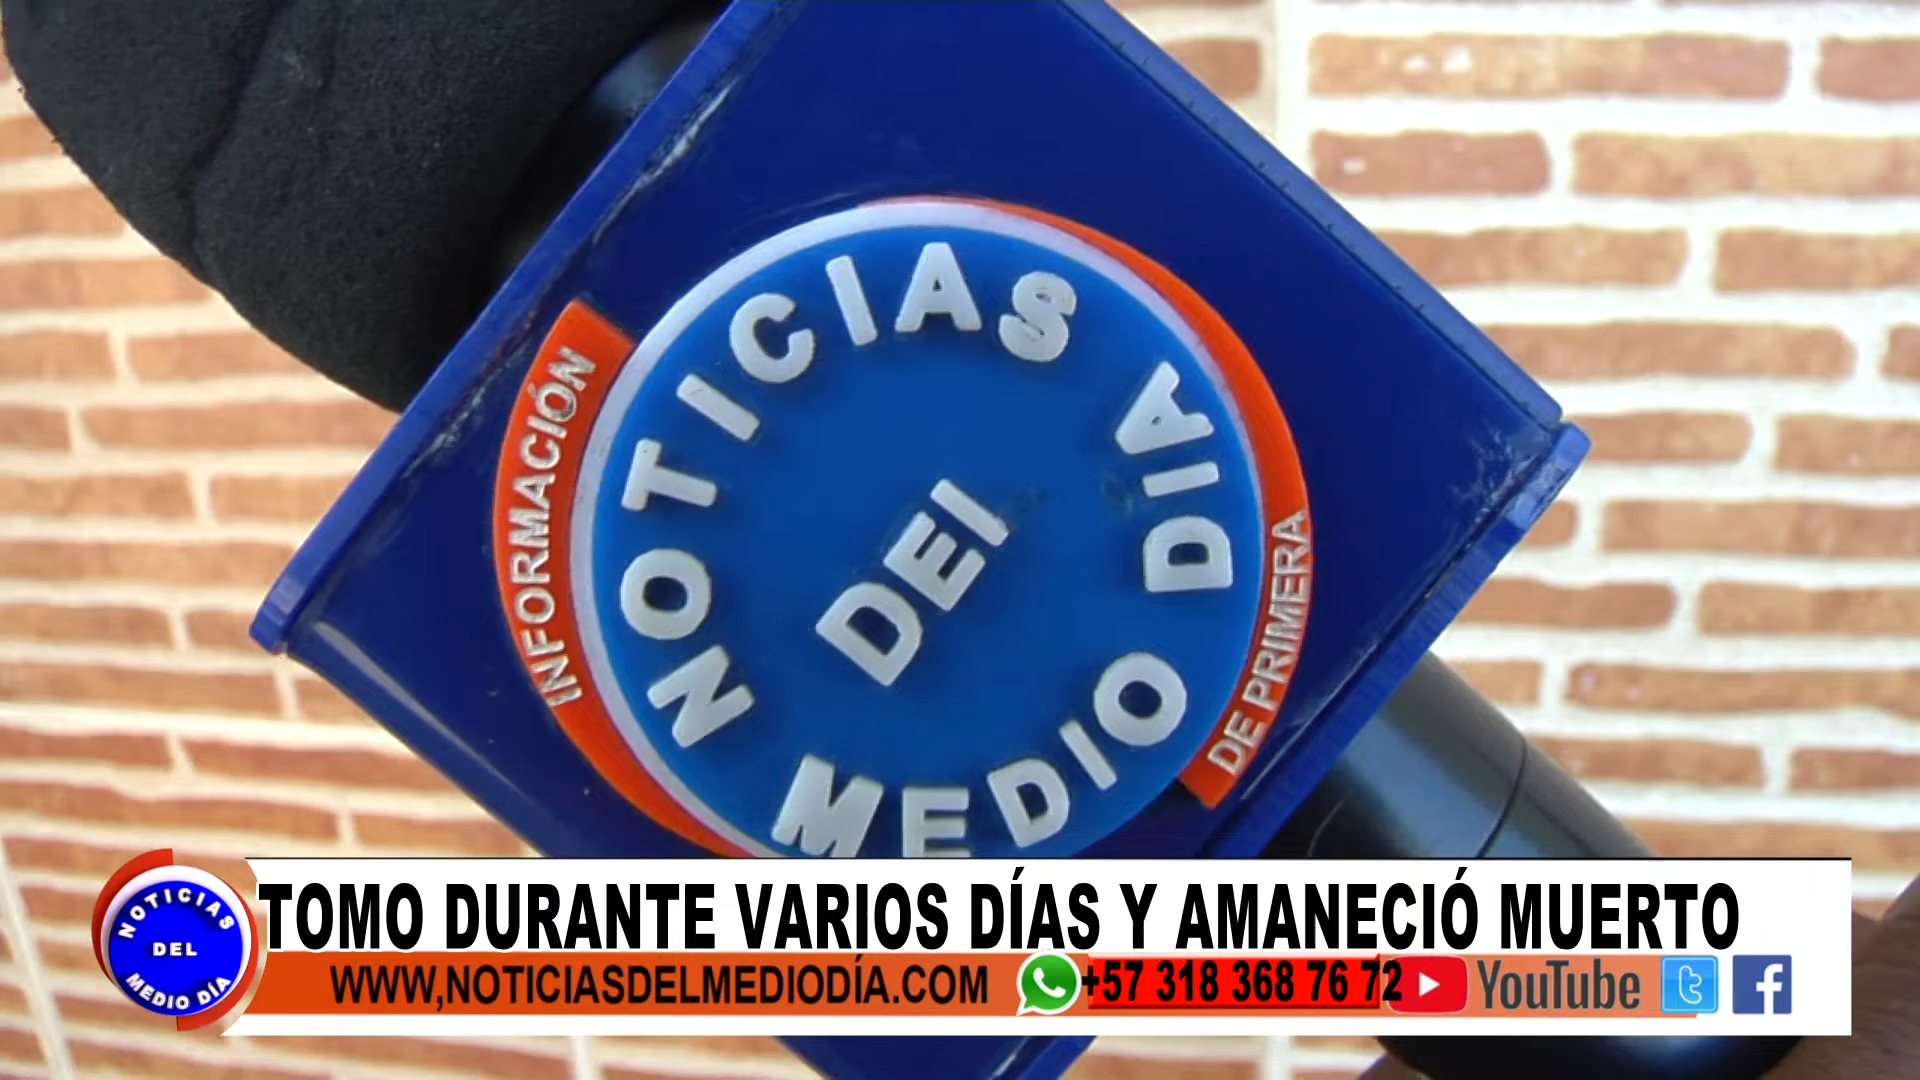 NOTICIAS
DEL
MEDIO DIA
INFORMACIÓN
DE PRIMERA
NOTICIAS
DEL
MEDIO DÍA
TOMO DURANTE VARIOS DÍAS Y AMANECIÓ MUERTO
WWW,NOTICIASDELMEDIODÍA.COM
+57 318 368 76 72
YouTube